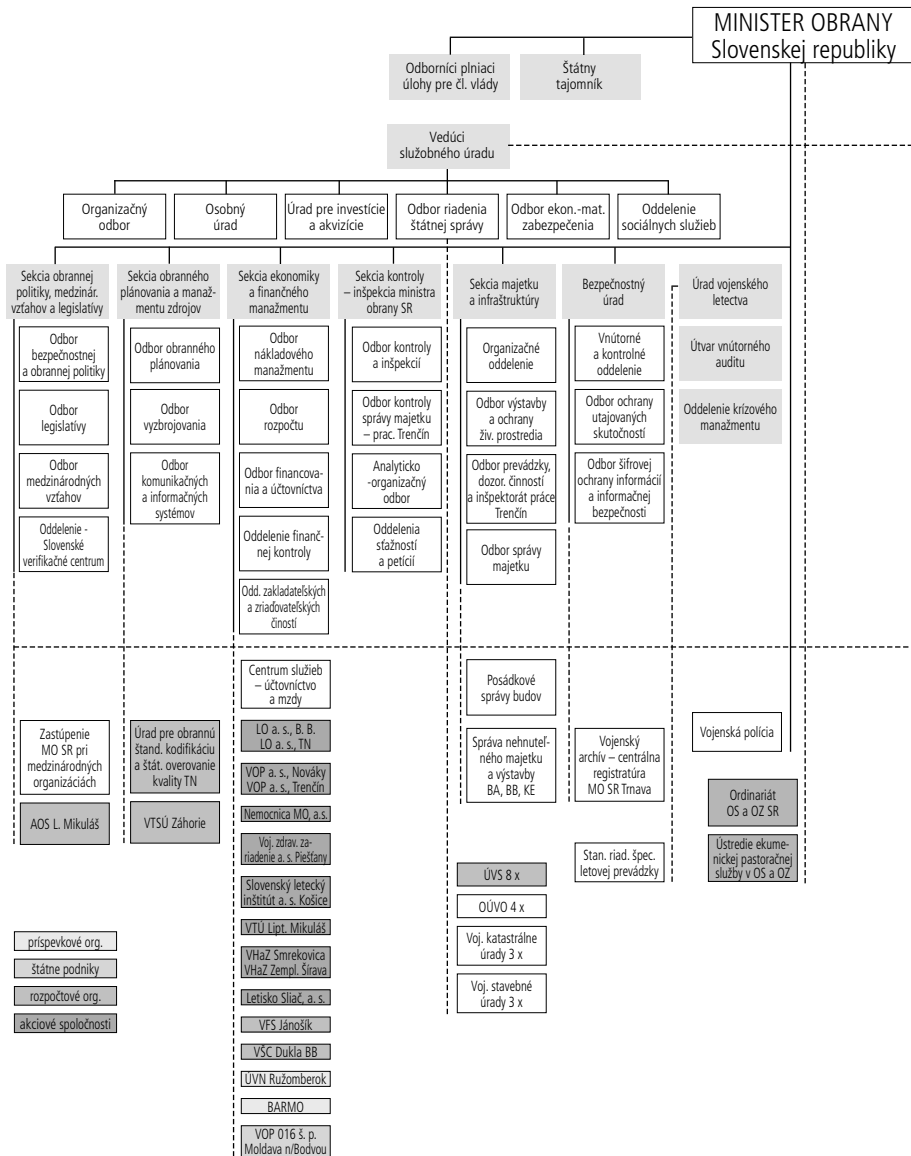 MINISTER OBRANY
Slovenskej republiky
Odborníci plniaci
úlohy pre čl. vlády
Štátny
tajomník
Vedúci
služobného úradu
Organizačný
odbor
Osobný
úrad
Úrad pre investície
a akvizície
Odbor riadenia
štátnej správy
Odbor ekon.-mat.
zabezpečenia
Oddelenie
sociálnych služieb
Sekcia obrannej
politiky, medzinár.
vzťahov a legislatívy
Odbor
bezpečnostnej
a obrannej politiky
Odbor
legislatívy
Odbor
medzinárodných
vzťahov
Oddelenie -
Slovenské
verifikačné centrum
Sekcia obranného
plánovania a manaž-
mentu zdrojov
Odbor obranného
plánovania
Odbor
vyzbrojovania
Odbor
komunikačných
a informačných
systémov
Sekcia ekonomiky
a finančného
manažmentu
Odbor
nákladového
manažmentu
Odbor
rozpočtu
Odbor financova-
nia a účtovníctva
Oddelenie finanč-
nej kontroly
Odd. zakladateľských
a zriaďovateľských
čiností
Sekcia kontroly
– inšpekcia ministra
obrany SR
Odbor kontroly
a inšpekcií
Odbor kontroly
správy majetku
– prac. Trenčín
Analyticko
-organizačný
odbor
Oddelenia
sťažností
a petícií
Sekcia majetku
a infraštruktúry
Organizačné
oddelenie
Odbor výstavby
a ochrany
živ. prostredia
Odbor prevádzky,
dozor. činností
a inšpektorát práce
Trenčín
Odbor správy
majetku
Bezpečnostný
úrad
Vnútorné
a kontrolné
oddelenie
Odbor ochrany
utajovaných
skutočností
Odbor šifrovej
ochrany informácií
a informačnej
bezpečnosti
Úrad vojenského
letectva
Útvar vnútorného
auditu
Oddelenie krízového
manažmentu
Zastúpenie
MO SR pri
medzinárodných
organizáciách
AOS L. Mikuláš
Úrad pre obrannú
štand. kodifikáciu
a štát. overovanie
kvality TN
VTSÚ Záhorie
Centrum služieb
– účtovníctvo
a mzdy
LO a. s., B. B.
LO a. s., TN
VOP a. s., Nováky
VOP a. s., Trenčín
Nemocnica MO, a.s.
Voj. zdrav. za-
riadenie a. s. Piešťany
Slovenský letecký
inštitút a. s. Košice
VTÚ Lipt. Mikuláš
VHaZ Smrekovica
VHaZ Zempl. Šírava
Letisko Sliač, a. s.
VFS Jánošík
VŠC Dukla BB
ÚVN Ružomberok
BARMO
VOP 016 š. p.
Moldava n/Bodvou
Posádkové
správy budov
Správa nehnuteľ-
ného majetku
a výstavby
BA, BB, KE
ÚVS 8 x
OÚVO 4 x
Voj. katastrálne
úrady 3 x
Voj. stavebné
úrady 3 x
Vojenský
archív – centrálna
registratúra
MO SR Trnava
Stan. riad. špec.
letovej prevádzky
Vojenská polícia
Ordinariát
OS a OZ SR
Ústredie ekume-
nickej pastoračnej
služby v OS a OZ
príspevkové org.
štátne podniky
rozpočtové org.
akciové spoločnosti